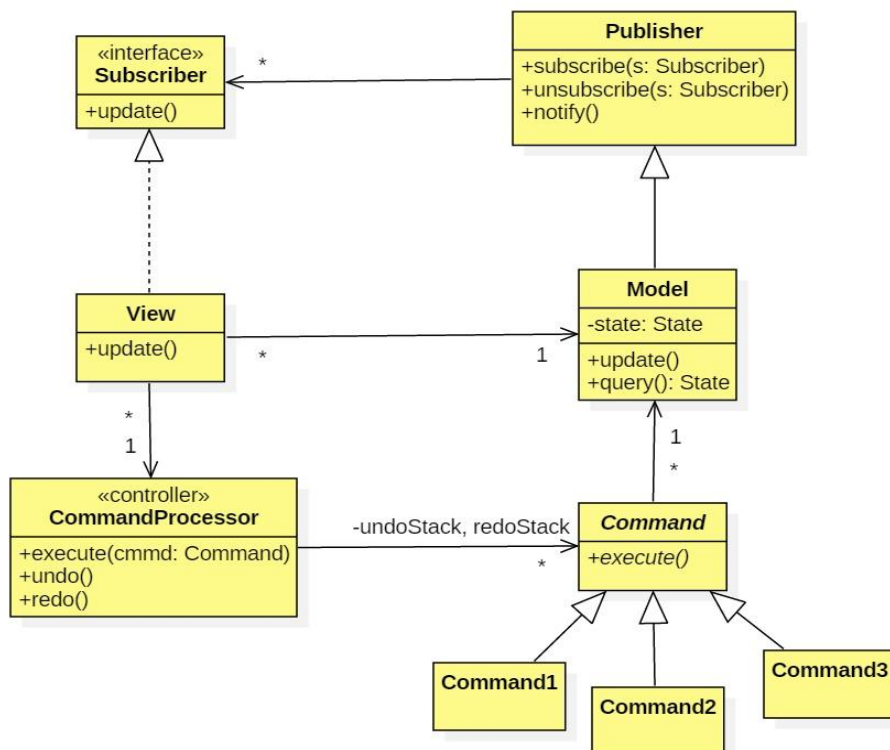 «interface»
Subscriber
+update()
*
Publisher
+subscribe(s: Subscriber)
+unsubscribe(s: Subscriber)
+notify()
View
+update()
*
1
Model
-state: State
+update()
+query(): State
*
1
1
*
«controller»
CommandProcessor
+execute(cmmd: Command)
+undo()
+redo()
-undoStack, redoStack
*
Command
+execute()
Command1
Command2
Command3